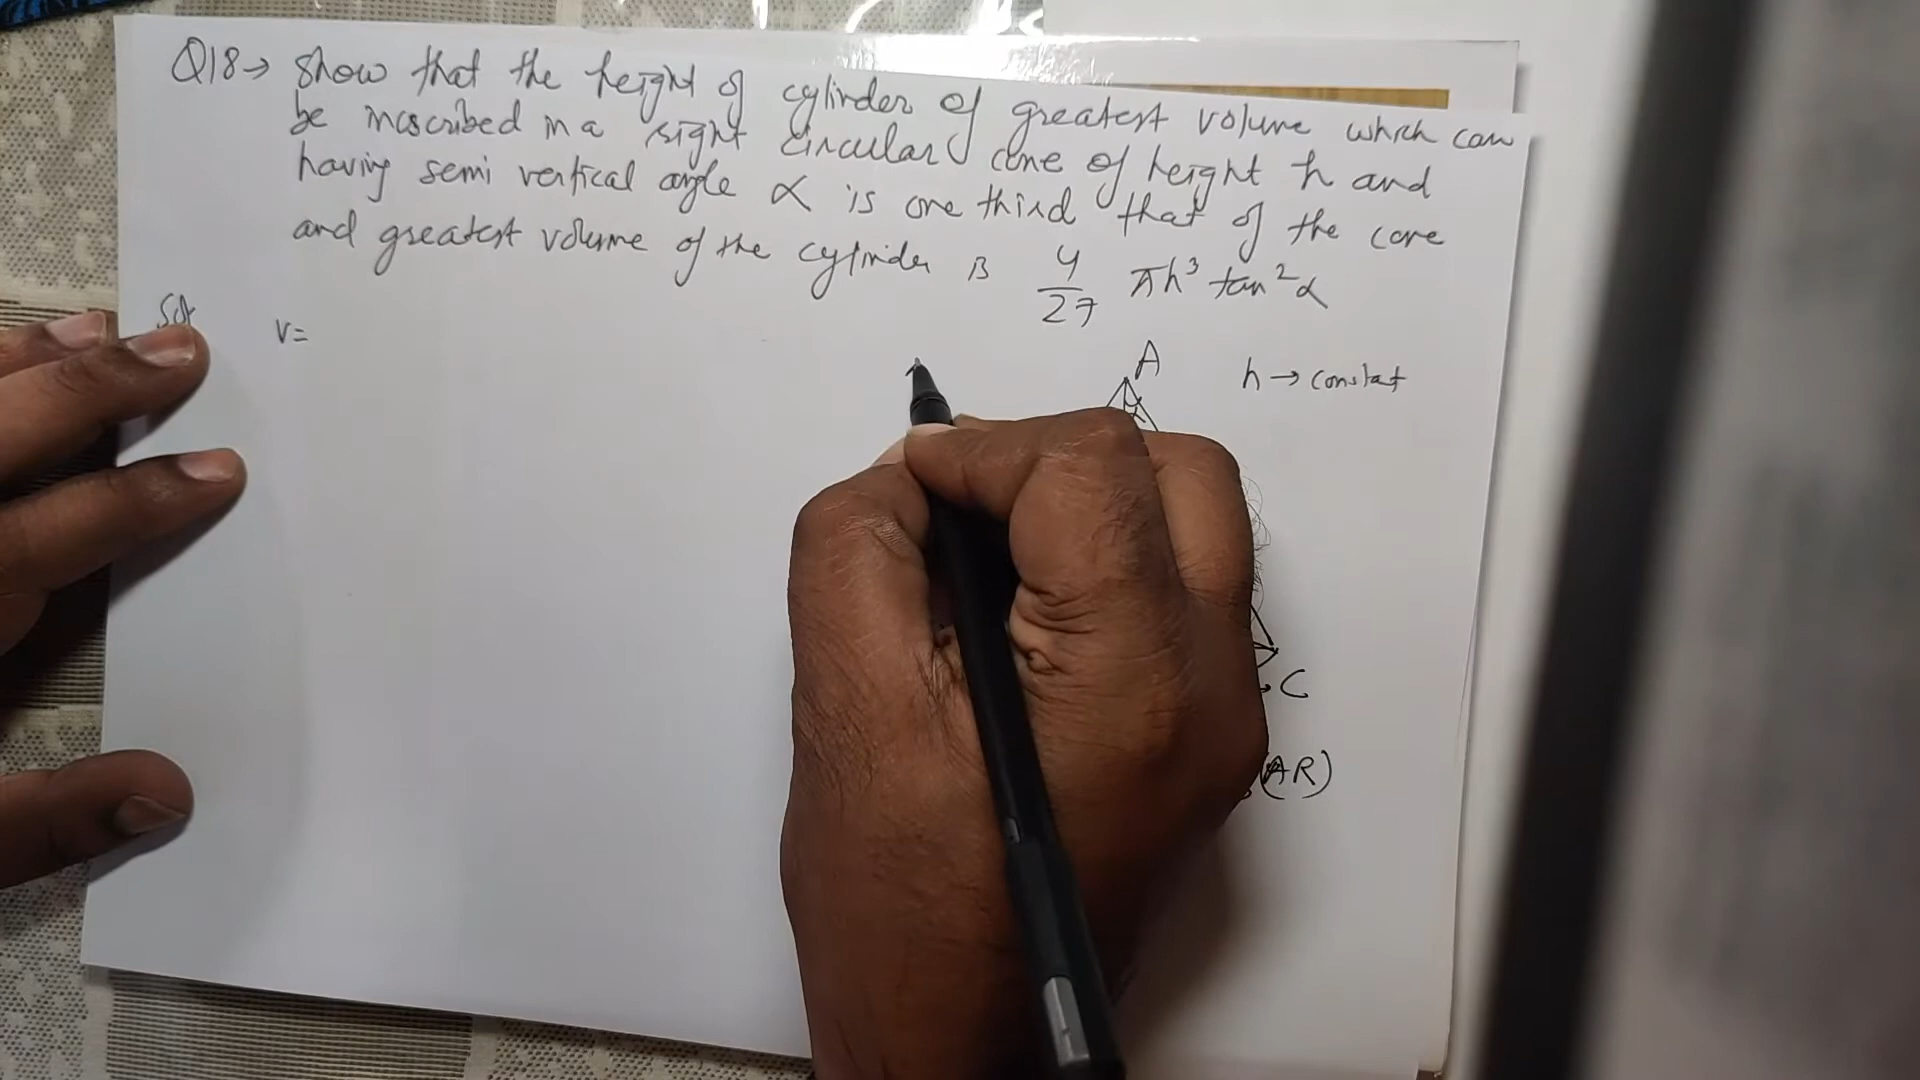 Q18→ show that the height of cylinder of greatest volume which can
be inscribed in a right circular cone of height h and
having semi vertical angle α is one third that of the cone
and greatest volume of the cylinder is 4/27 πh³ tan²α
Sol
V=
A
h → constat
C
(AR)